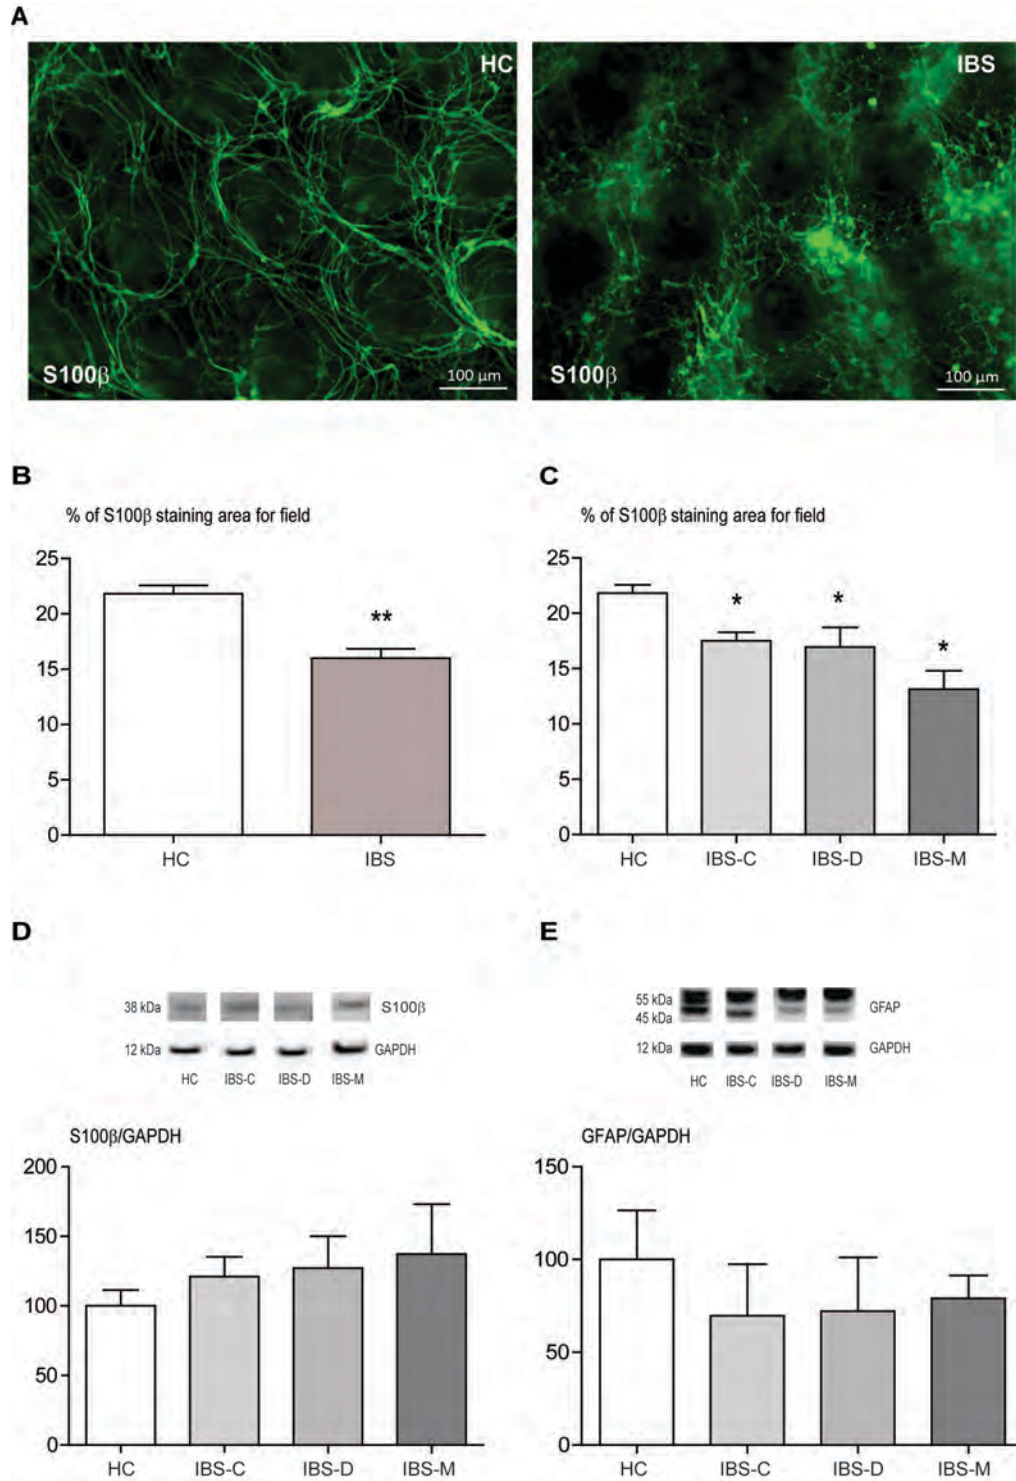 A
HC
S100β
100 µm
IBS
S100β
100 µm
B
% of S100β staining area for field
25
20
15
10
5
0
**
HC
IBS
C
% of S100β staining area for field
25
20
15
10
5
0
*
*
*
HC
IBS-C
IBS-D
IBS-M
D
38 kDa
S100β
12 kDa
GAPDH
HC
IBS-C
IBS-D
IBS-M
S100β/GAPDH
200
150
100
50
0
HC
IBS-C
IBS-D
IBS-M
E
55 kDa
45 kDa
GFAP
12 kDa
GAPDH
HC
IBS-C
IBS-D
IBS-M
GFAP/GAPDH
150
100
50
0
HC
IBS-C
IBS-D
IBS-M